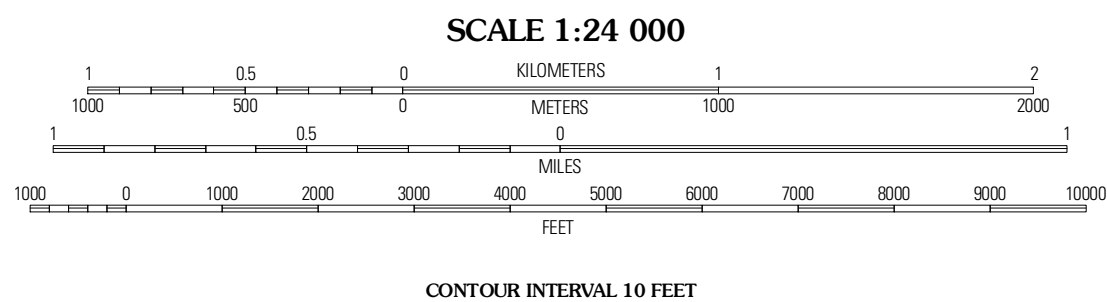 SCALE 1:24 000
1 0.5 0 KILOMETERS 1 2
1000 500 0 METERS 1000 2000
1 0.5 0 1
MILES
1000 0 1000 2000 3000 4000 5000 6000 7000 8000 9000 10000
FEET
CONTOUR INTERVAL 10 FEET